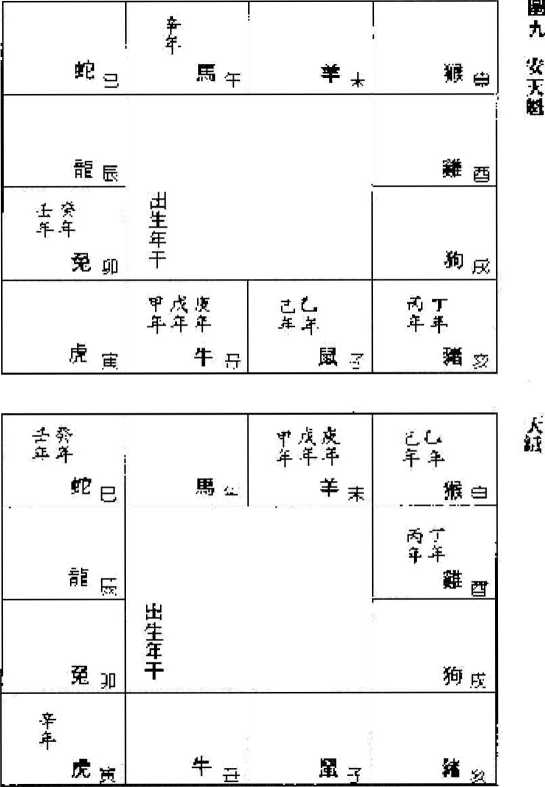 圖九 安天魁
辛年
蛇 巳
馬 午
羊 未
猴 申
龍 辰
雞 酉
壬年 癸年
兔 卯
出生年干
狗 戌
甲年 戊年 庚年
己年 乙年
丙年 丁年
虎 寅
牛 丑
鼠 子
豬 亥
天鉞
壬年 癸年
甲年 戊年 庚年
己年 乙年
蛇 巳
馬 午
羊 未
猴 申
丙年 丁年
龍 辰
雞 酉
出生年干
兔 卯
狗 戌
辛年
虎 寅
牛 丑
鼠 子
豬 亥